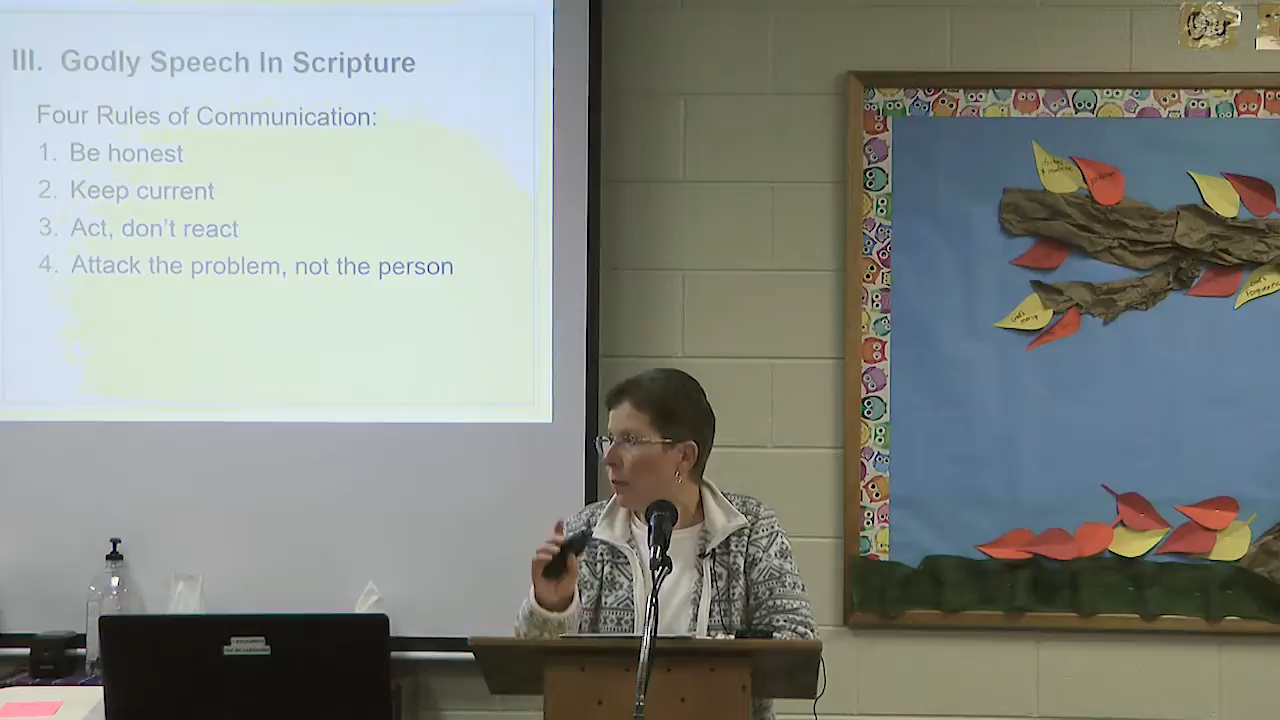 III. Godly Speech In Scripture
Four Rules of Communication:
1. Be honest
2. Keep current
3. Act, don't react
4. Attack the problem, not the person